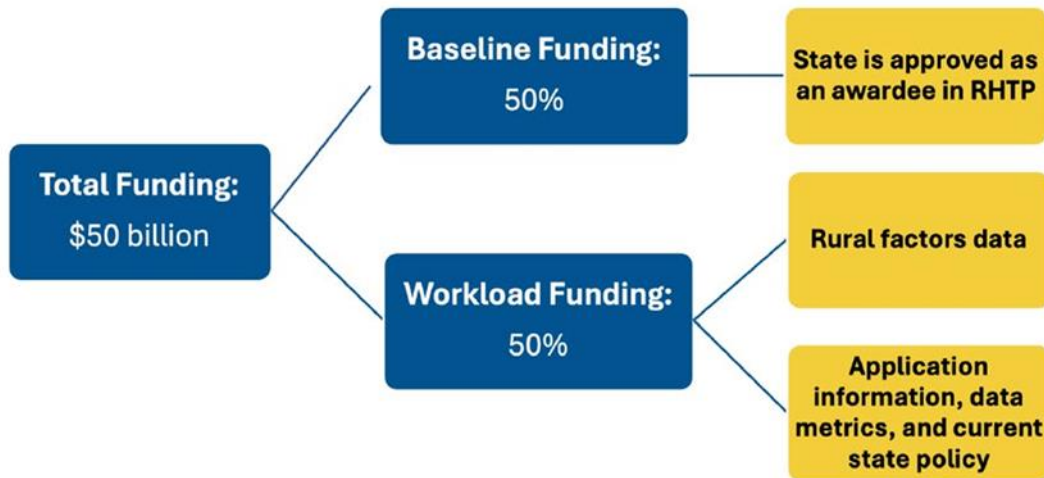 Baseline Funding:
50%
State is approved as
an awardee in RHTP
Total Funding:
$50 billion
Rural factors data
Workload Funding:
50%
Application
information, data
metrics, and current
state policy